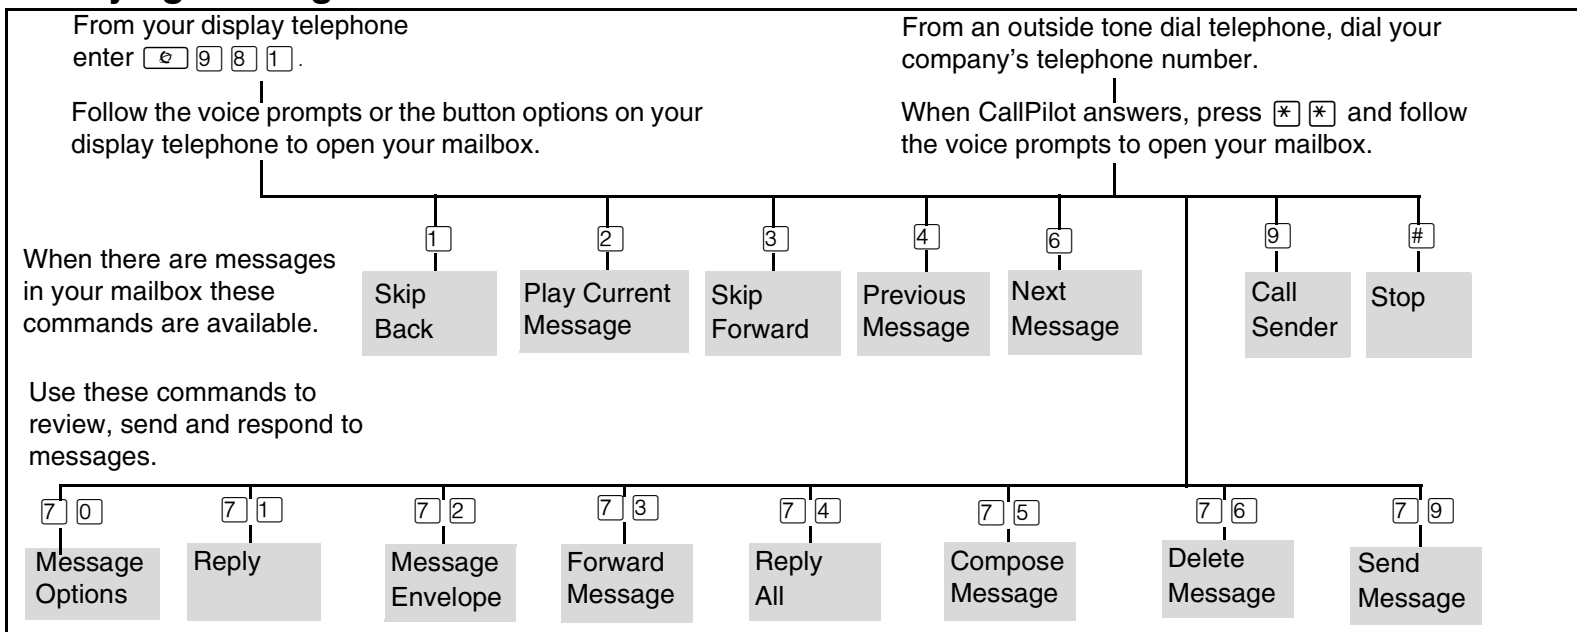 From your display telephone
enter 9 8 1 .
Follow the voice prompts or the button options on your
display telephone to open your mailbox.
From an outside tone dial telephone, dial your
company's telephone number.
When CallPilot answers, press * * and follow
the voice prompts to open your mailbox.
When there are messages
in your mailbox these
commands are available.
1
Skip
Back
2
Play Current
Message
3
Skip
Forward
4
Previous
Message
6
Next
Message
9
Call
Sender
#
Stop
Use these commands to
review, send and respond to
messages.
7 0
Message
Options
7 1
Reply
7 2
Message
Envelope
7 3
Forward
Message
7 4
Reply
All
7 5
Compose
Message
7 6
Delete
Message
7 9
Send
Message